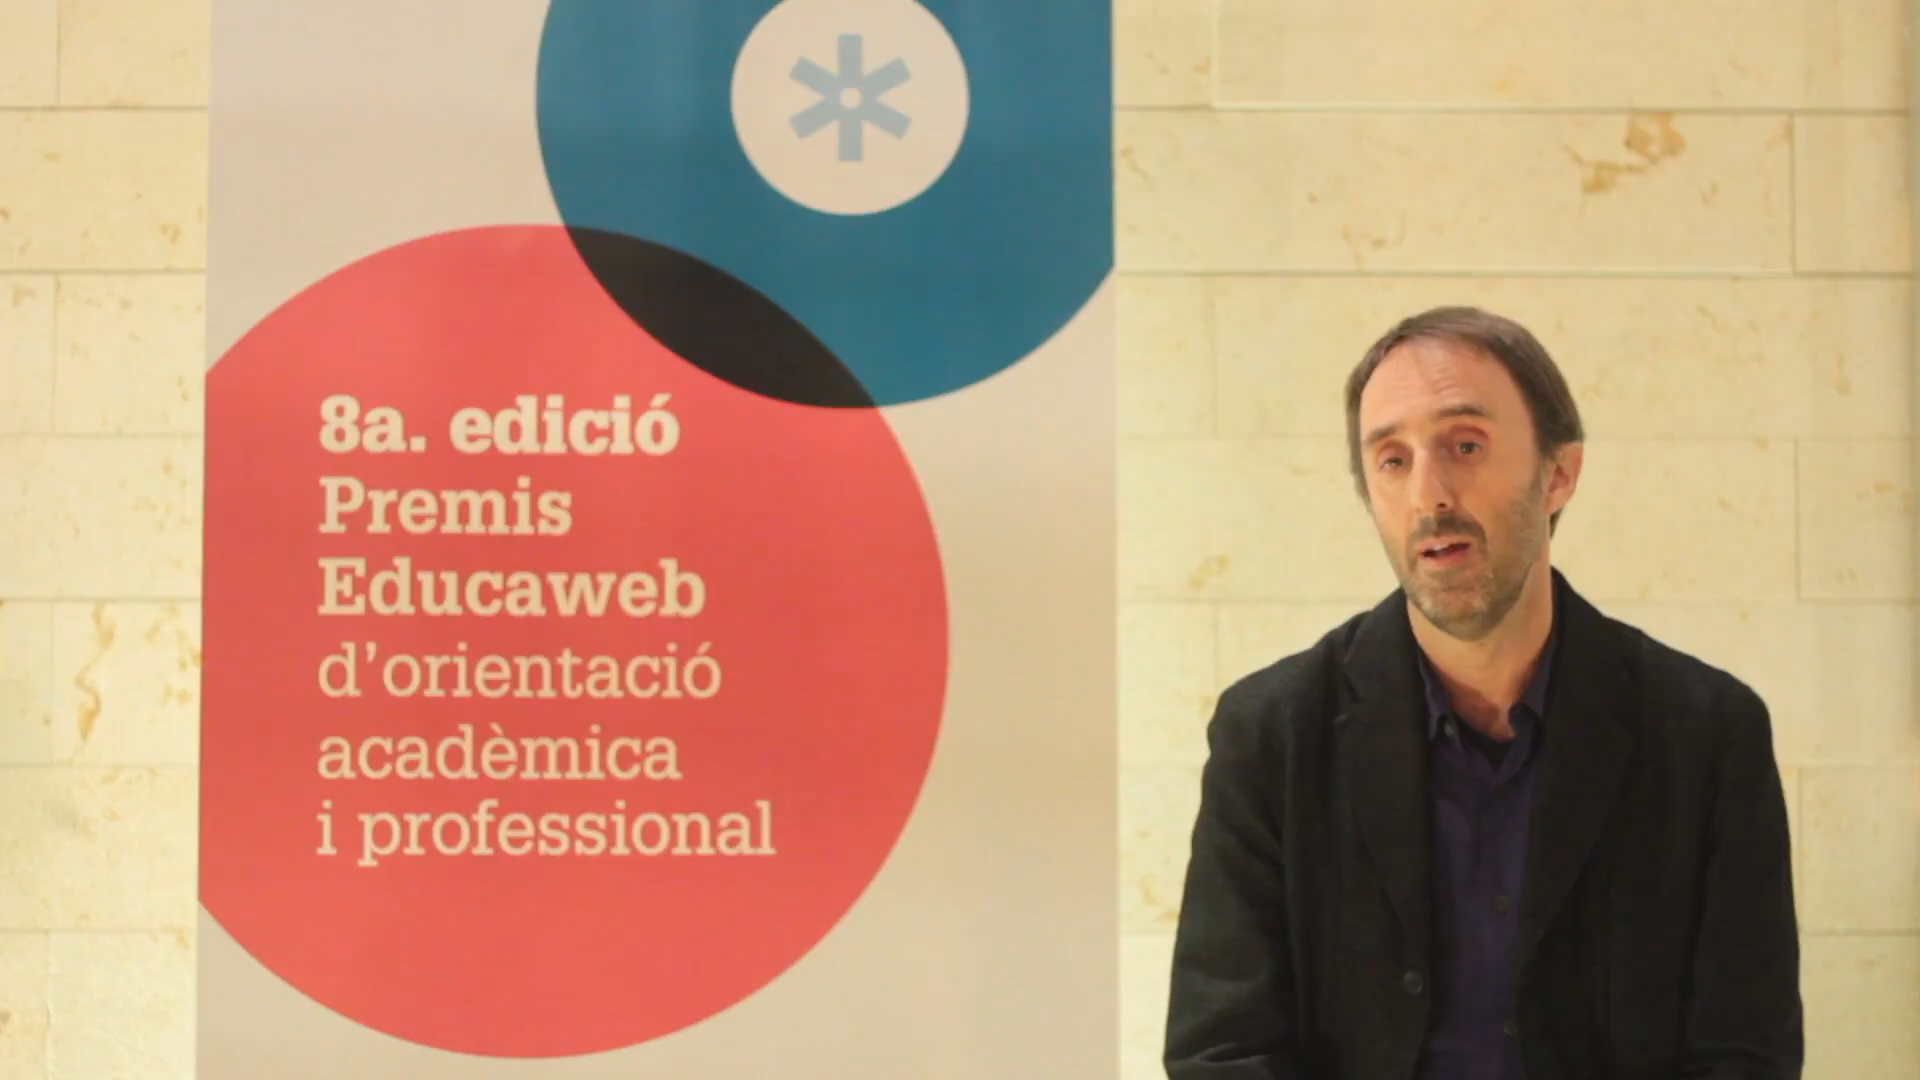 8a. edició
Premis
Educaweb
d’orientació
acadèmica
i professional